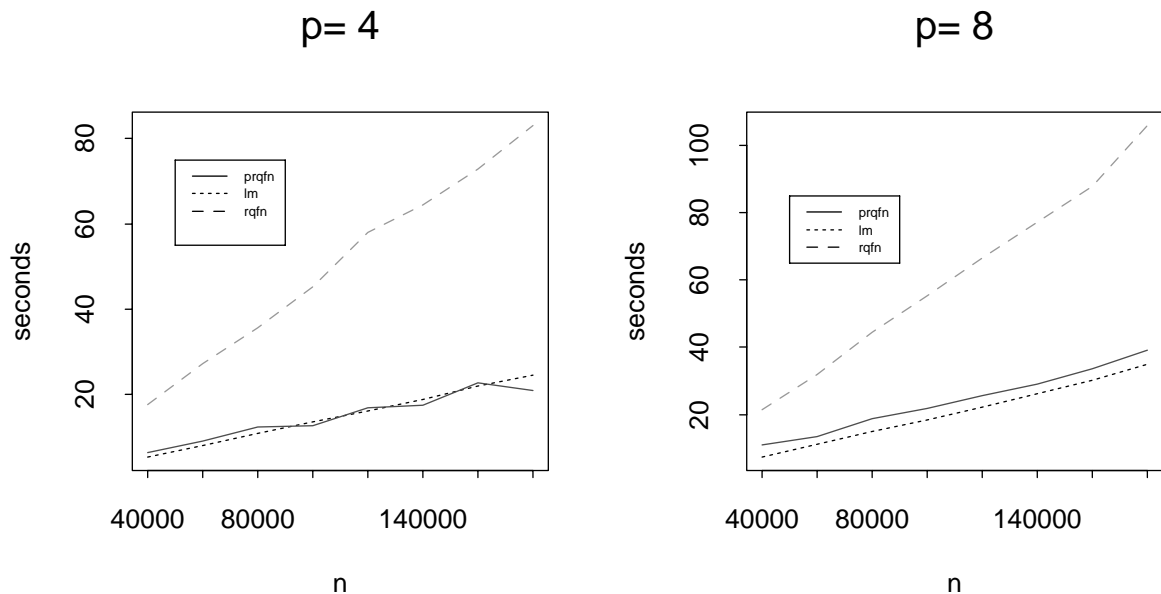 p= 4
80
60
40
20
seconds
prqfn
lm
rqfn
40000 80000 140000
n
p= 8
100
80
60
40
20
seconds
prqfn
lm
rqfn
40000 80000 140000
n